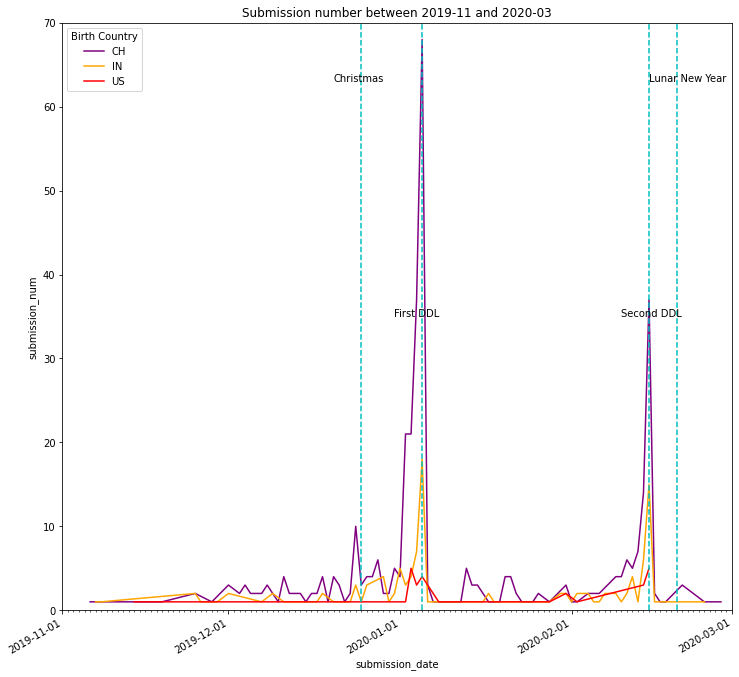 Submission number between 2019-11 and 2020-03
Birth Country
CH
IN
US
Christmas
Lunar New Year
First DDL
Second DDL
submission_num
70
60
50
40
30
20
10
0
2019-11-01
2019-12-01
2020-01-01
2020-02-01
2020-03-01
submission_date